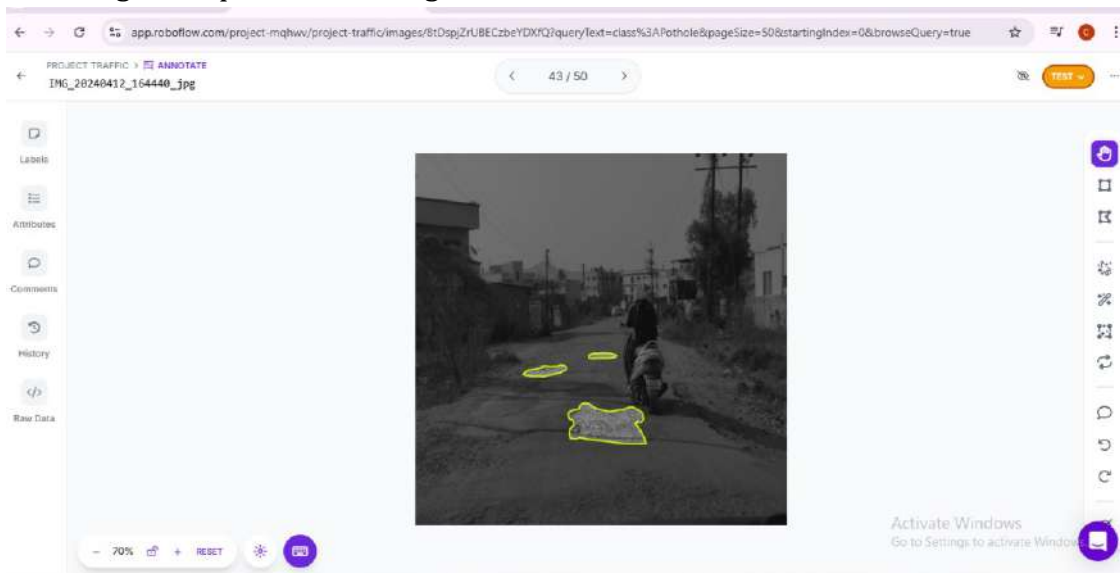 app.roboflow.com/project-mqhwv/project-traffic/images/8tDspjZrUBECzbeYDXfQ?queryText=class%3APothole&pageSize=50&startingIndex=0&browseQuery=true
PROJECT TRAFFIC > ANNOTATE
IMG_20240412_164440_jpg
43 / 50
TEST
Labels
Attributes
Comments
History
</>
Raw Data
Activate Windows
Go to Settings to activate Windows
- 70% + RESET